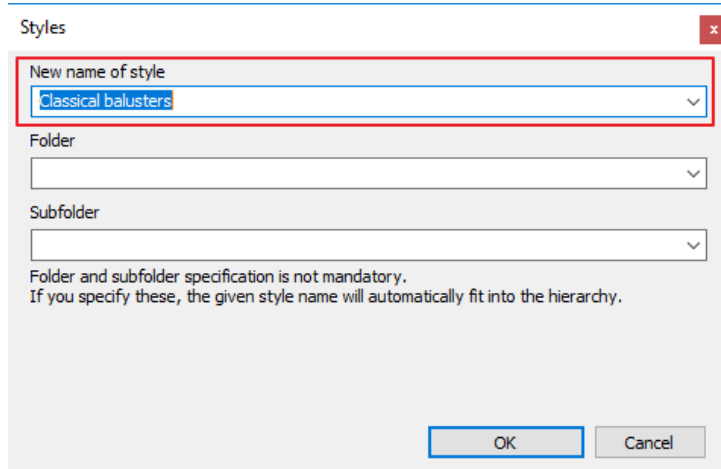 Styles
x
New name of style
Classical balusters
Folder
Subfolder
Folder and subfolder specification is not mandatory.
If you specify these, the given style name will automatically fit into the hierarchy.
OK Cancel